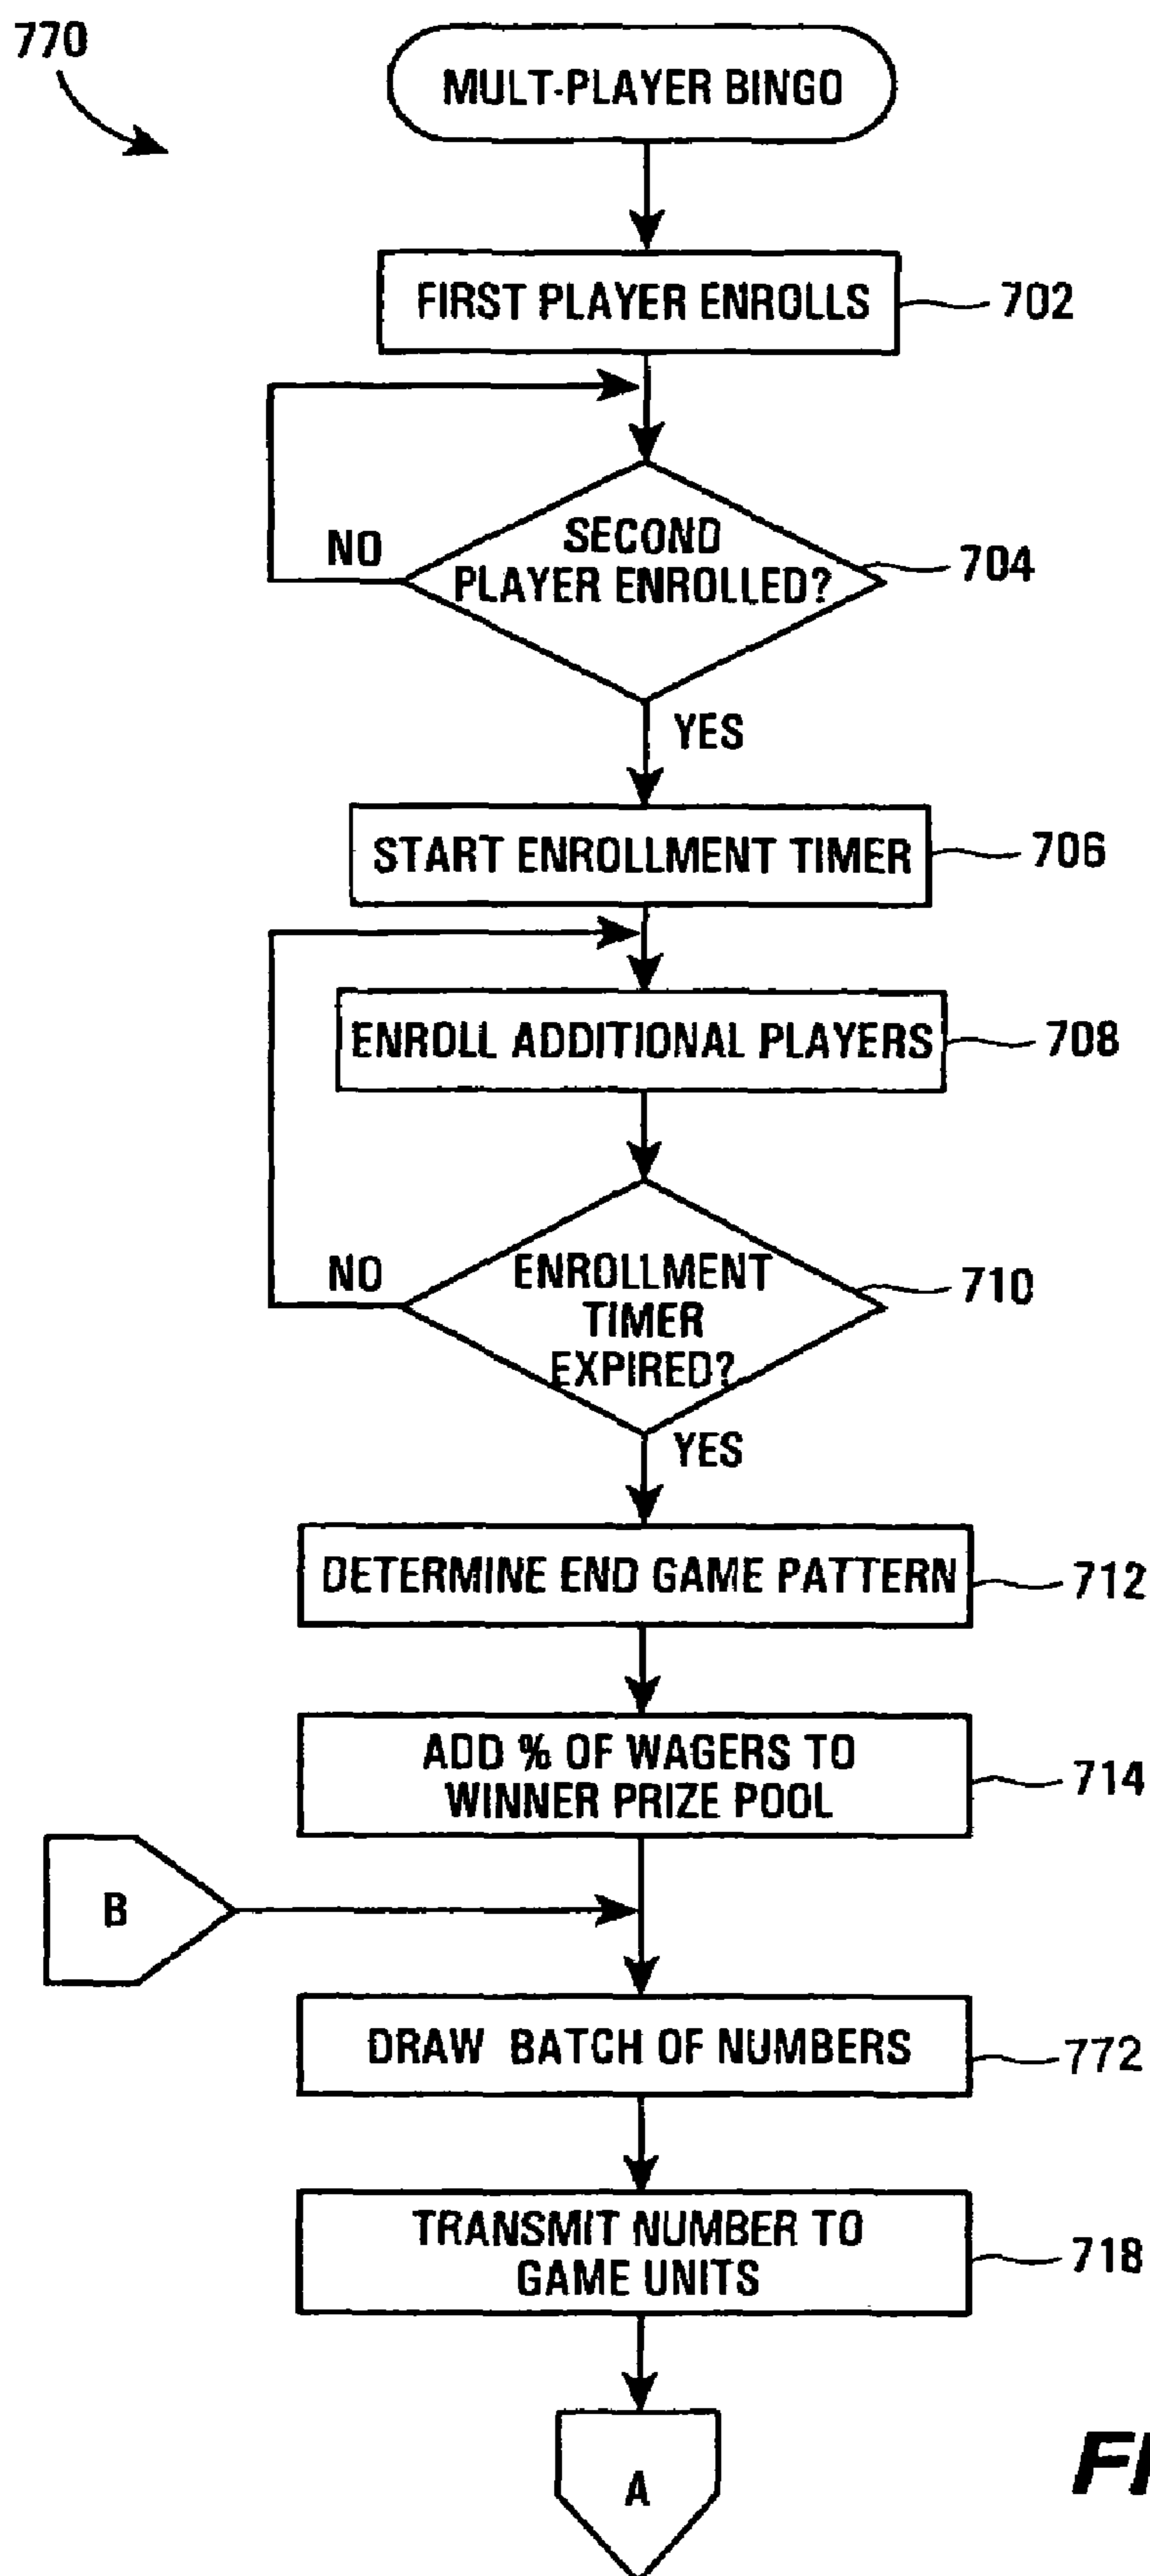 770
MULT-PLAYER BINGO
FIRST PLAYER ENROLLS
702
NO
SECOND
PLAYER ENROLLED?
704
YES
START ENROLLMENT TIMER
706
ENROLL ADDITIONAL PLAYERS
708
NO
ENROLLMENT
TIMER
EXPIRED?
710
YES
DETERMINE END GAME PATTERN
712
ADD % OF WAGERS TO
WINNER PRIZE POOL
714
B
DRAW BATCH OF NUMBERS
772
TRANSMIT NUMBER TO
GAME UNITS
718
A